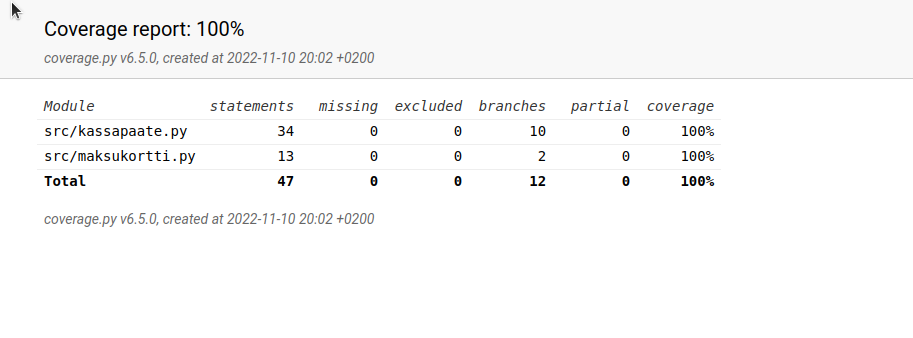 Coverage report: 100%
coverage.py v6.5.0, created at 2022-11-10 20:02 +0200
Module statements missing excluded branches partial coverage
src/kassapaate.py 34 0 0 10 0 100%
src/maksukortti.py 13 0 0 2 0 100%
Total 47 0 0 12 0 100%
coverage.py v6.5.0, created at 2022-11-10 20:02 +0200